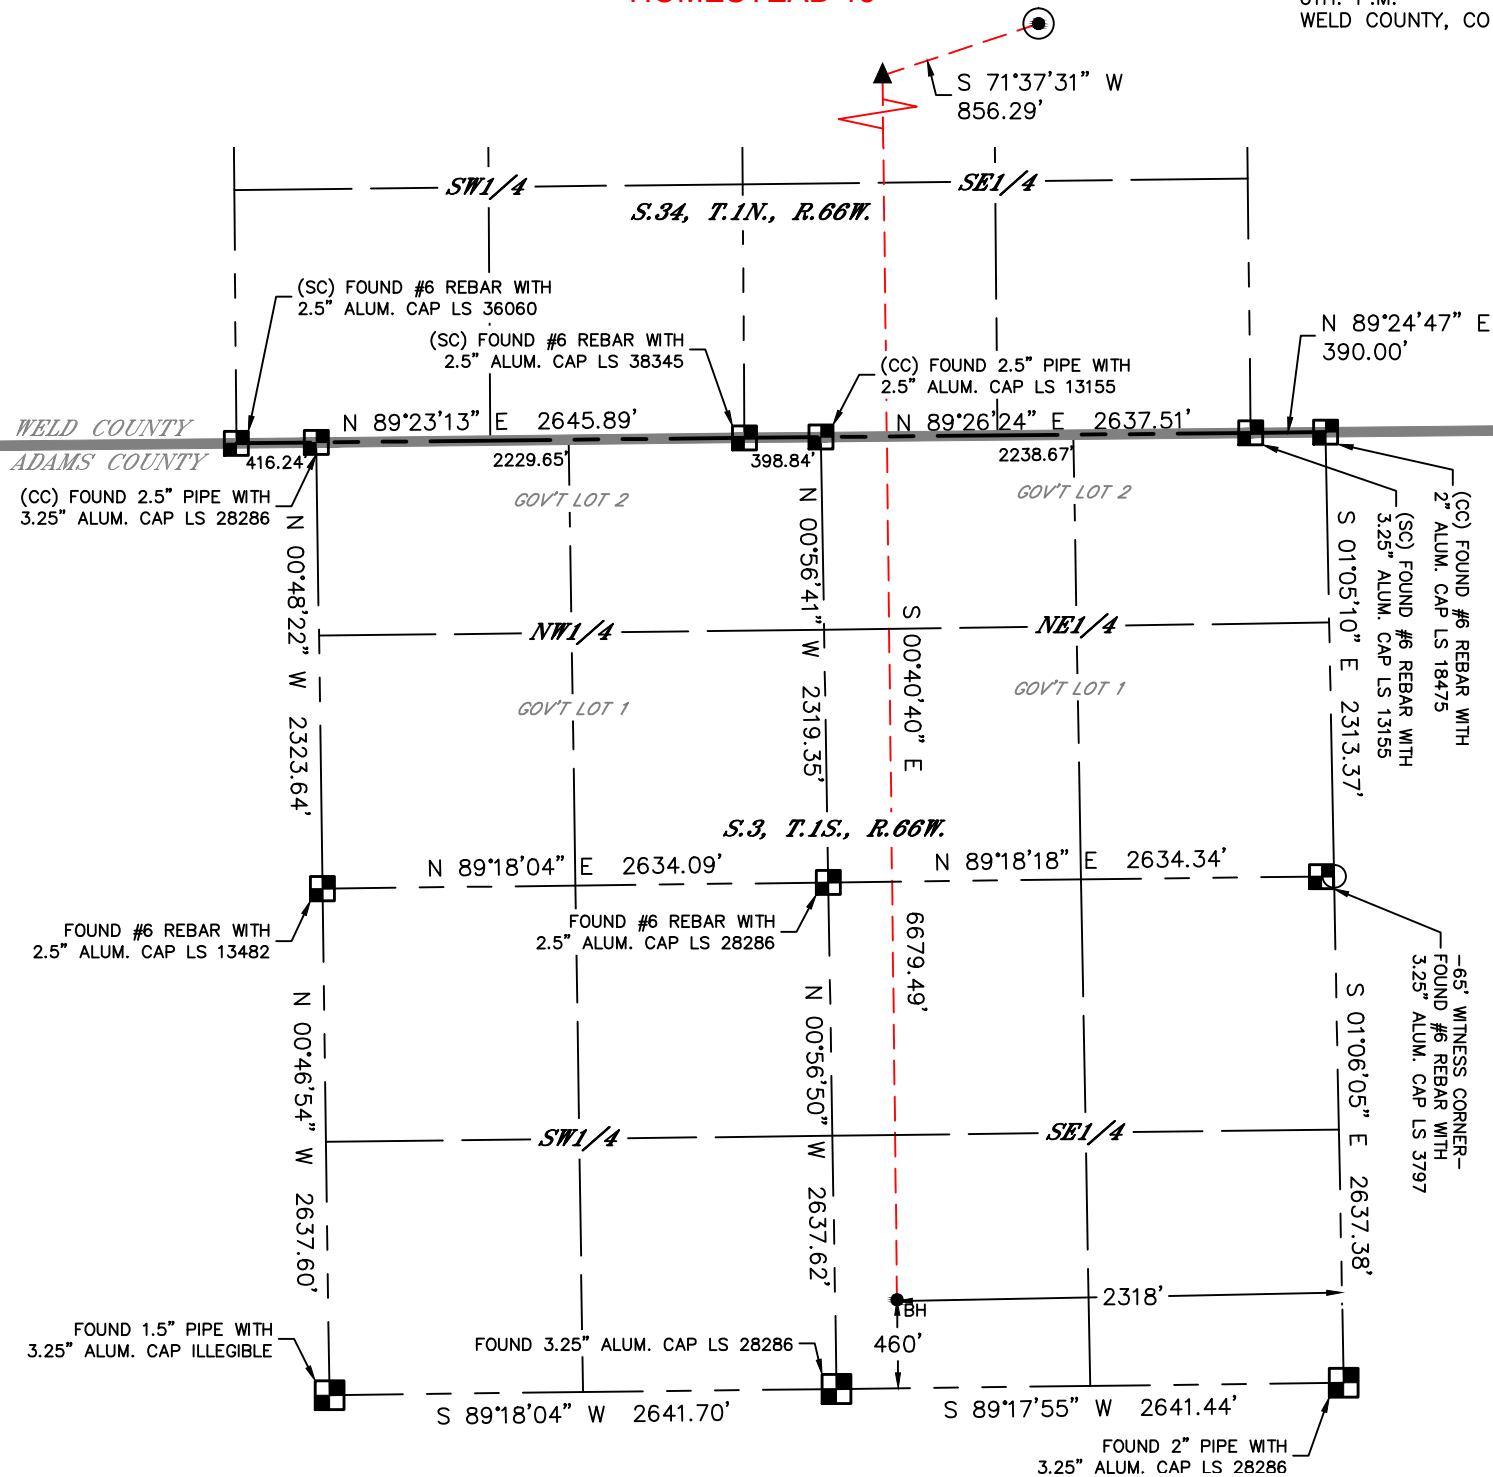 WELD COUNTY, CO
S 71°37'31" W
856.29'
SW1/4
SE1/4
S.34, T.1N., R.66W.
(SC) FOUND #6 REBAR WITH
2.5" ALUM. CAP LS 36060
(SC) FOUND #6 REBAR WITH
2.5" ALUM. CAP LS 38345
(CC) FOUND 2.5" PIPE WITH
2.5" ALUM. CAP LS 13155
N 89°24'47" E
390.00'
WELD COUNTY
ADAMS COUNTY
N 89°23'13" E 2645.89'
N 89°26'24" E 2637.51'
416.24'
2229.65'
398.84'
2238.67'
(CC) FOUND 2.5" PIPE WITH
3.25" ALUM. CAP LS 28286
GOV'T LOT 2
GOV'T LOT 2
(CC) FOUND #6 REBAR WITH
2" ALUM. CAP LS 18475
(SC) FOUND #6 REBAR WITH
3.25" ALUM. CAP LS 13155
N 00°48'22" W 2323.64'
N 00°56'41" W 2319.35'
S 00°40'40" E 6679.49'
S 01°05'10" E 2313.37'
NW1/4
NE1/4
GOV'T LOT 1
GOV'T LOT 1
S.3, T.1S., R.66W.
N 89°18'04" E 2634.09'
N 89°18'18" E 2634.34'
FOUND #6 REBAR WITH
2.5" ALUM. CAP LS 13482
FOUND #6 REBAR WITH
2.5" ALUM. CAP LS 28286
-65' WITNESS CORNER-
FOUND #6 REBAR WITH
3.25" ALUM. CAP LS 3797
N 00°46'54" W 2637.60'
N 00°56'50" W 2637.62'
S 01°06'05" E 2637.38'
SW1/4
SE1/4
BH
2318'
460'
FOUND 1.5" PIPE WITH
3.25" ALUM. CAP ILLEGIBLE
FOUND 3.25" ALUM. CAP LS 28286
S 89°18'04" W 2641.70'
S 89°17'55" W 2641.44'
FOUND 2" PIPE WITH
3.25" ALUM. CAP LS 28286